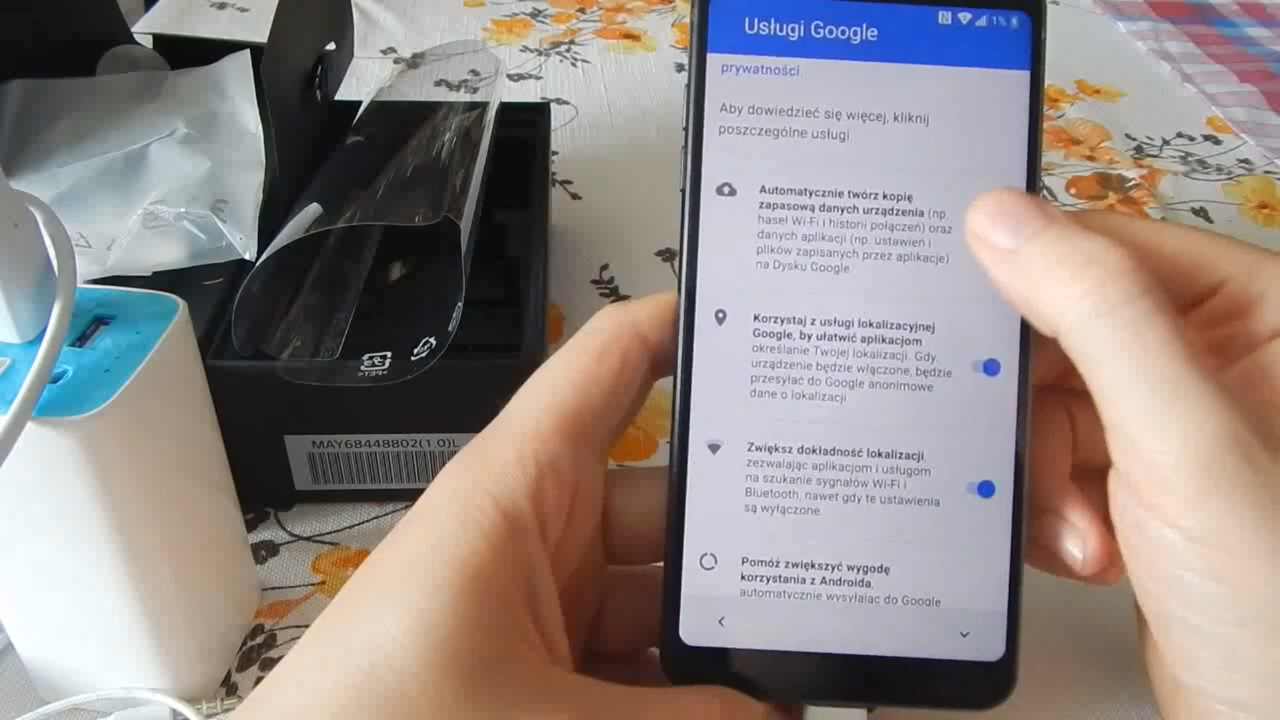 Usługi Google
1%
prywatności.
Aby dowiedzieć się więcej, kliknij
poszczególne usługi.
Automatycznie twórz kopię
zapasową danych urządzenia (np.
haseł Wi-Fi i historii połączeń) oraz
danych aplikacji (np. ustawień i
plików zapisanych przez aplikacje)
na Dysku Google.
Korzystaj z usługi lokalizacyjnej
Google, by ułatwić aplikacjom
określanie Twojej lokalizacji. Gdy
urządzenie będzie włączone, będzie
przesyłać do Google anonimowe
dane o lokalizacji.
Zwiększ dokładność lokalizacji,
zezwalając aplikacjom i usługom
na szukanie sygnałów Wi-Fi i
Bluetooth, nawet gdy te ustawienia
są wyłączone.
Pomóż zwiększyć wygodę
korzystania z Androida,
automatycznie wysyłając do Google
MAY68448802(1.0)L